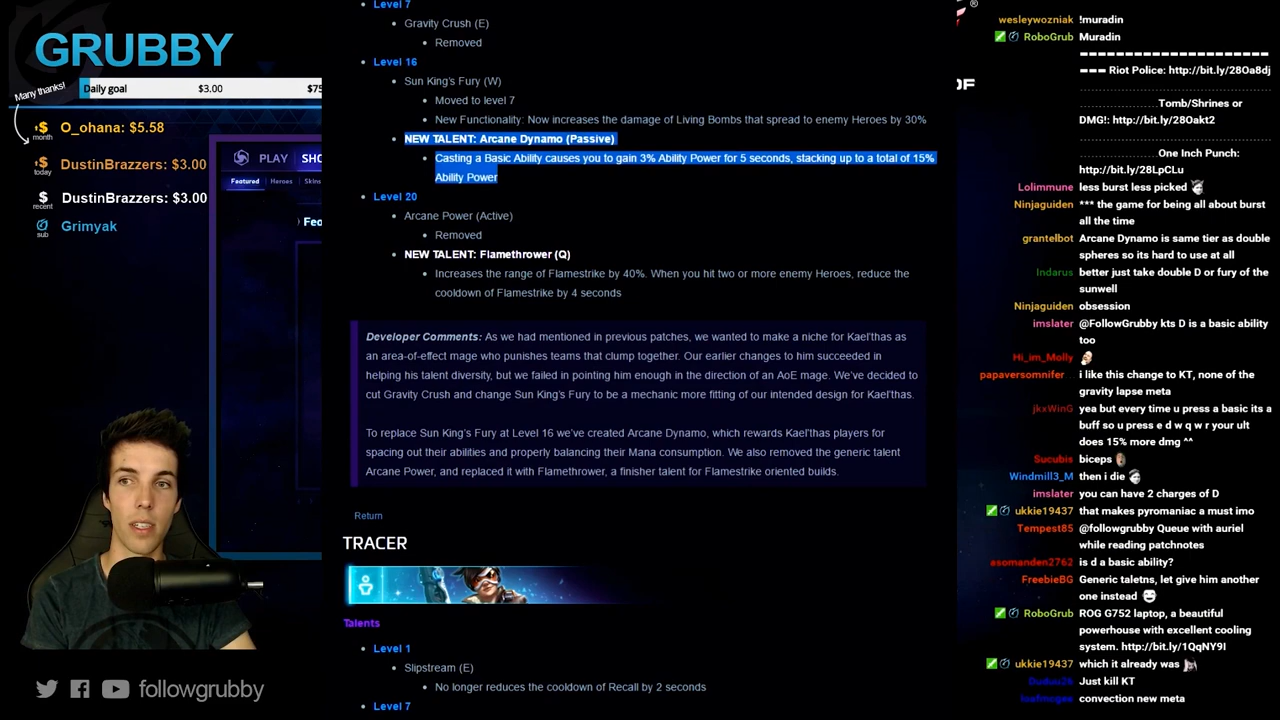 GRUBBY
Many thanks!
Daily goal
$3.00
$75
$ month O_ohana: $5.58
$ today DustinBrazzers: $3.00
$ recent DustinBrazzers: $3.00
sub Grimyak
PLAY SHO
Featured Heroes Skins
Fea
followgrubby
Level 7
Gravity Crush (E)
Removed
Level 16
Sun King's Fury (W)
Moved to level 7
New Functionality: Now increases the damage of Living Bombs that spread to enemy Heroes by 30%
NEW TALENT: Arcane Dynamo (Passive)
Casting a Basic Ability causes you to gain 3% Ability Power for 5 seconds, stacking up to a total of 15%
Ability Power
Level 20
Arcane Power (Active)
Removed
NEW TALENT: Flamethrower (Q)
Increases the range of Flamestrike by 40%. When you hit two or more enemy Heroes, reduce the
cooldown of Flamestrike by 4 seconds
Developer Comments: As we had mentioned in previous patches, we wanted to make a niche for Kael'thas as
an area-of-effect mage who punishes teams that clump together. Our earlier changes to him succeeded in
helping his talent diversity, but we failed in pointing him enough in the direction of an AoE mage. We've decided to
cut Gravity Crush and change Sun King's Fury to be a mechanic more fitting of our intended design for Kael'thas.
To replace Sun King's Fury at Level 16 we've created Arcane Dynamo, which rewards Kael'thas players for
spacing out their abilities and properly balancing their Mana consumption. We also removed the generic talent
Arcane Power, and replaced it with Flamethrower, a finisher talent for Flamestrike oriented builds.
Return
TRACER
Talents
Level 1
Slipstream (E)
No longer reduces the cooldown of Recall by 2 seconds
Level 7
OF
wesleywozniak !muradin
RoboGrub Muradin
Riot Police: http://bit.ly/28Oa8dj
Tomb/Shrines or
DMG!: http://bit.ly/28Oakt2
One Inch Punch:
http://bit.ly/28LpCLu
Lolimmune less burst less picked
Ninjaguiden *** the game for being all about burst
all the time
grantelbot Arcane Dynamo is same tier as double
spheres so its hard to use at all
Indarus better just take double D or fury of the
sunwell
Ninjaguiden obsession
imslater @FollowGrubby kts D is a basic ability
too
Hi_im_Molly
papaversomnifer i like this change to KT, none of the
gravity lapse meta
jkxWinG yea but every time u press a basic its a
buff so u press e d w q w r your ult
does 15% more dmg ^^
Sucubis biceps
Windmill3_M then i die
imslater you can have 2 charges of D
ukkie19437 that makes pyromaniac a must imo
Tempest85 @followgrubby Queue with auriel
while reading patchnotes
asomanden2762 is d a basic ability?
FreebieBG Generic taletns, let give him another
one instead
RoboGrub ROG G752 laptop, a beautiful
powerhouse with excellent cooling
system. http://bit.ly/1QqNY9I
ukkie19437 which it already was
Just kill KT
convection new meta